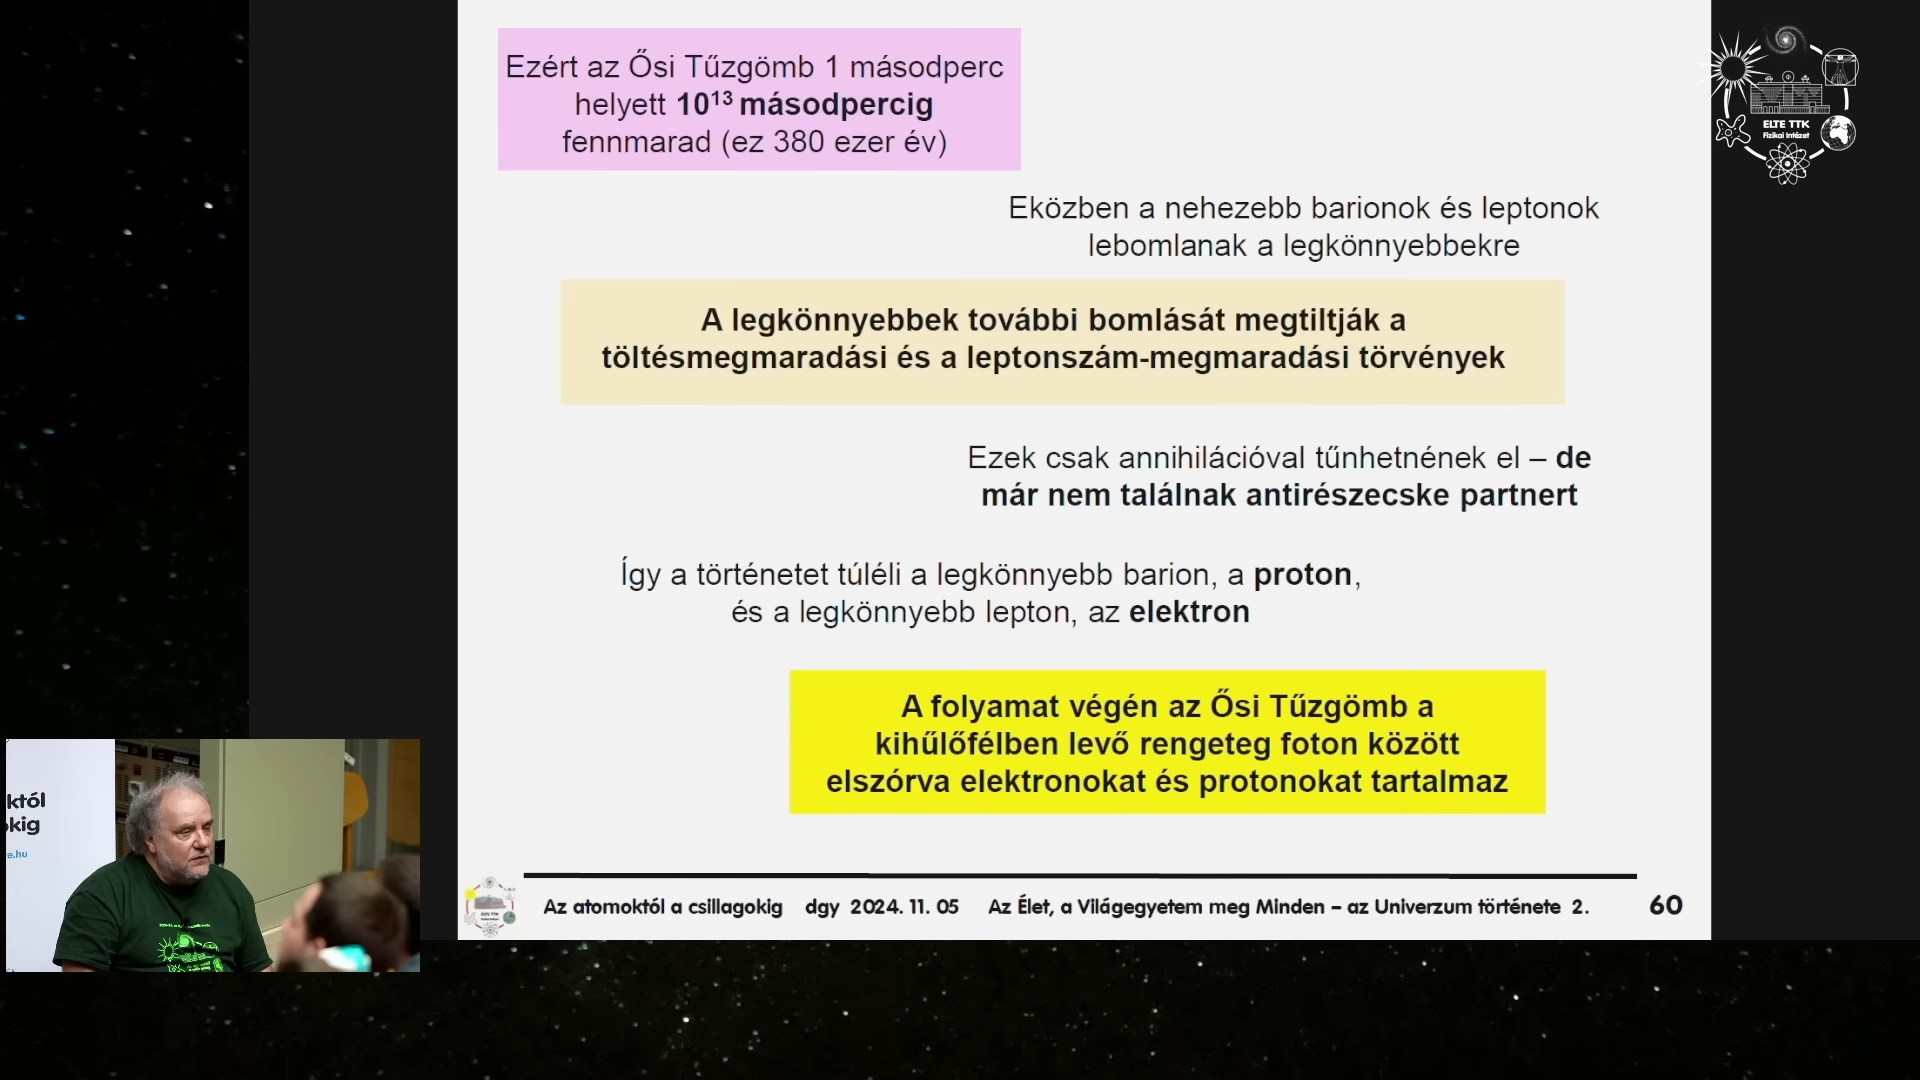 Ezért az Ősi Tűzgömb 1 másodperc
helyett 10¹³ másodpercig
fennmarad (ez 380 ezer év)
ELTE TTK
Fizikai Intézet
Eközben a nehezebb barionok és leptonok
lebomlanak a legkönnyebbekre
A legkönnyebbek további bomlását megtiltják a
töltésmegmaradási és a leptonszám-megmaradási törvények
Ezek csak annihilációval tűnhetnének el – de
már nem találnak antirészecske partnert
Így a történetet túléli a legkönnyebb barion, a proton,
és a legkönnyebb lepton, az elektron
A folyamat végén az Ősi Tűzgömb a
kihűlőfélben levő rengeteg foton között
elszórva elektronokat és protonokat tartalmaz
któl
okig
e.hu
Az atomoktól a csillagokig dgy 2024. 11. 05 Az Élet, a Világegyetem meg Minden – az Univerzum története 2. 60